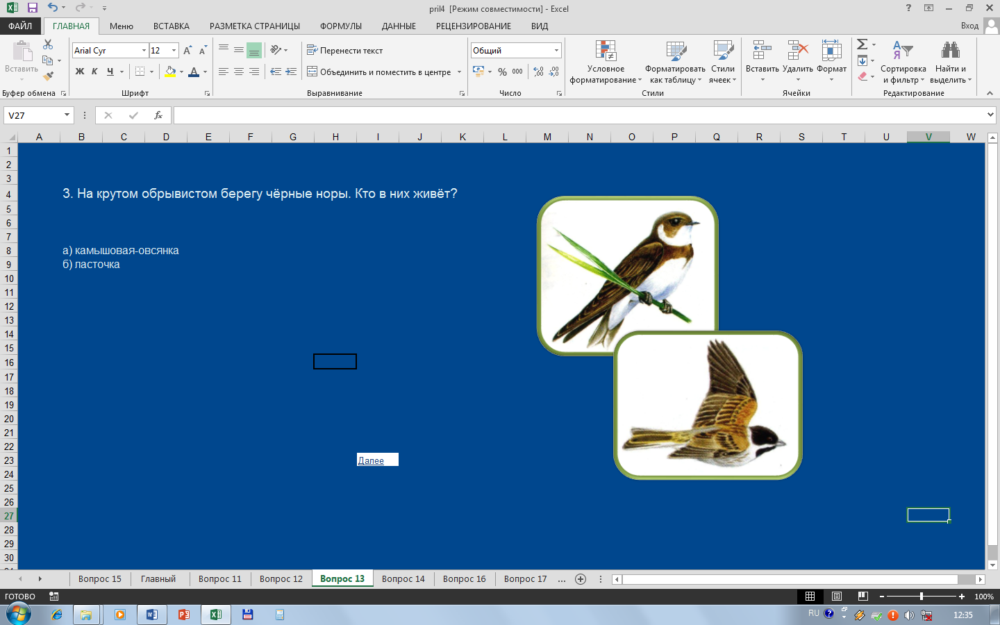 pril4 [Режим совместимости] - Excel
ФАЙЛ ГЛАВНАЯ Меню ВСТАВКА РАЗМЕТКА СТРАНИЦЫ ФОРМУЛЫ ДАННЫЕ РЕЦЕНЗИРОВАНИЕ ВИД Вход
Вставить
Буфер обмена
Arial Cyr 12
Ж К Ч
Шрифт
Перенести текст
Объединить и поместить в центре
Выравнивание
Общий
% 000
Число
Условное форматирование
Форматировать как таблицу
Стили ячеек
Стили
Вставить Удалить Формат
Ячейки
Сортировка и фильтр
Найти и выделить
Редактирование
V27
A B C D E F G H I J K L M N O P Q R S T U V W
1
2
3
4
5
6
7
8
9
10
11
12
13
14
15
16
17
18
19
20
21
22
23
24
25
26
27
28
29
30
3. На крутом обрывистом берегу чёрные норы. Кто в них живёт?
а) камышовая-овсянка
б) ласточка
Далее
Вопрос 15 Главный Вопрос 11 Вопрос 12 Вопрос 13 Вопрос 14 Вопрос 16 Вопрос 17 ...
ГОТОВО 100%
RU 12:35